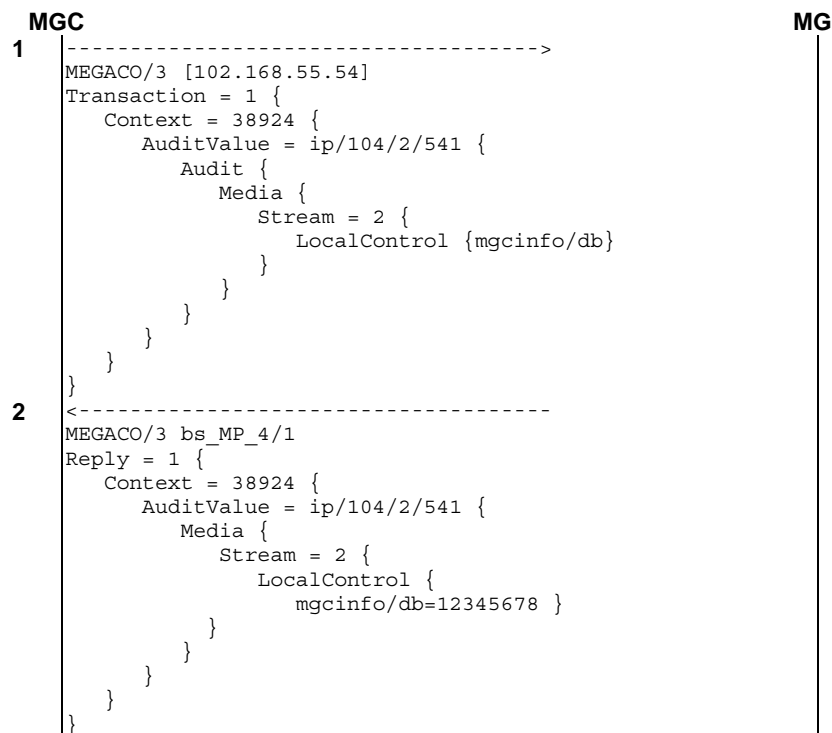 MGC MG
1 ------------------------------------->
MEGACO/3 [102.168.55.54]
Transaction = 1 {
   Context = 38924 {
      AuditValue = ip/104/2/541 {
         Audit {
            Media {
               Stream = 2 {
                  LocalControl {mgcinfo/db}
               }
            }
         }
      }
   }
}
2 <-------------------------------------
MEGACO/3 bs_MP_4/1
Reply = 1 {
   Context = 38924 {
      AuditValue = ip/104/2/541 {
         Media {
            Stream = 2 {
               LocalControl {
                  mgcinfo/db=12345678 }
           }
         }
      }
   }
}